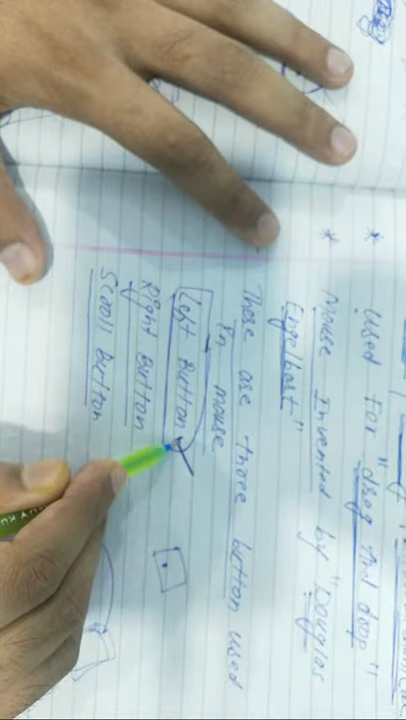 * Used for "drag and drop"
* Mouse Invented by "Douglas
Engelbart"
There are three button used
in mouse
Left Button
Right Button
Scroll button